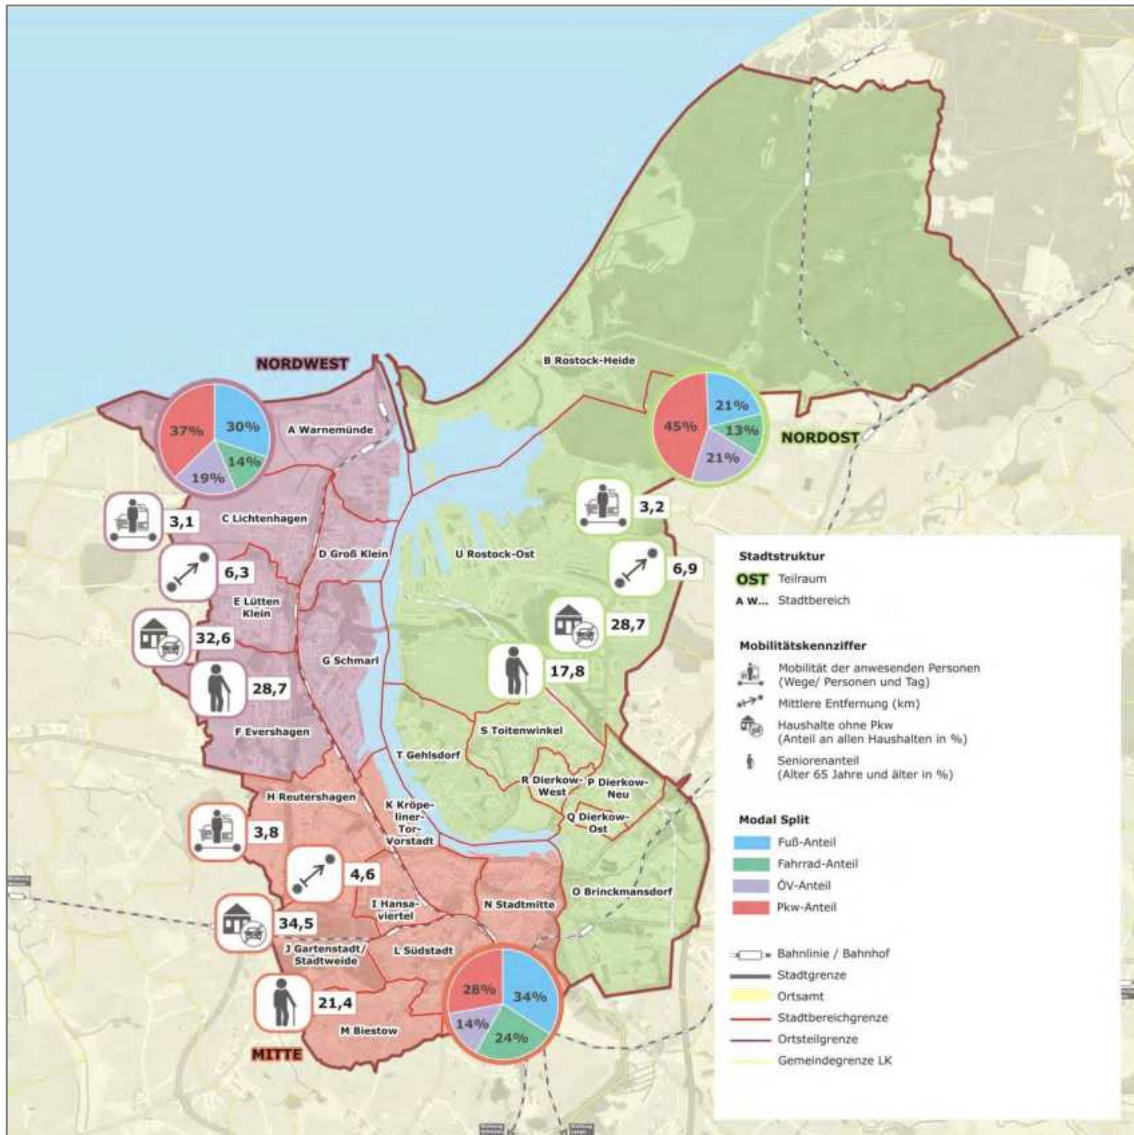 NORDWEST
B Rostock-Heide
37%
30%
14%
19%
A Warnemünde
45%
21%
13%
21%
NORDOST
3,1
C Lichtenhagen
3,2
D Groß Klein
U Rostock-Ost
6,3
6,9
E Lütten
Klein
32,6
28,7
G Schmarl
17,8
28,7
F Evershagen
S Toitenwinkel
T Gehlsdorf
R Dierkow-
West
P Dierkow-
Neu
H Reutershagen
K Kröpe-
liner-
Tor-
Vorstadt
Q Dierkow-
Ost
3,8
4,6
O Brinckmansdorf
I Hansa-
viertel
N Stadtmitte
34,5
J Gartenstadt/
Stadtweide
L Südstadt
28%
34%
14%
24%
21,4
M Biestow
MITTE
Stadtstruktur
OST Teilraum
A W... Stadtbereich
Mobilitätskennziffer
Mobilität der anwesenden Personen
(Wege/ Personen und Tag)
Mittlere Entfernung (km)
Haushalte ohne Pkw
(Anteil an allen Haushalten in %)
Seniorenanteil
(Alter 65 Jahre und älter in %)
Modal Split
Fuß-Anteil
Fahrrad-Anteil
ÖV-Anteil
Pkw-Anteil
Bahnlinie / Bahnhof
Stadtgrenze
Ortsamt
Stadtbereichgrenze
Ortsteilgrenze
Gemeindegrenze LK